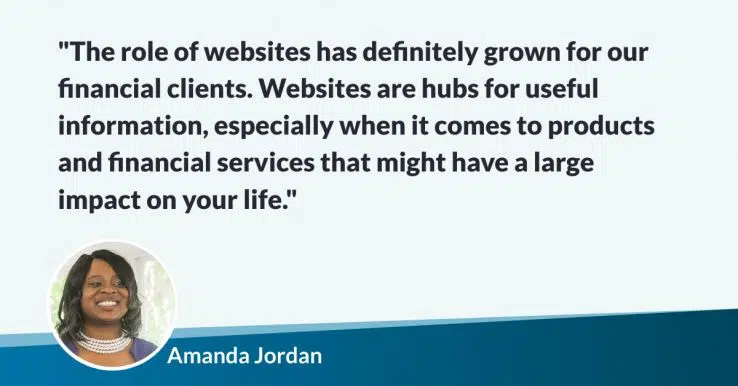 "The role of websites has definitely grown for our
financial clients. Websites are hubs for useful
information, especially when it comes to products
and financial services that might have a large
impact on your life."
Amanda Jordan